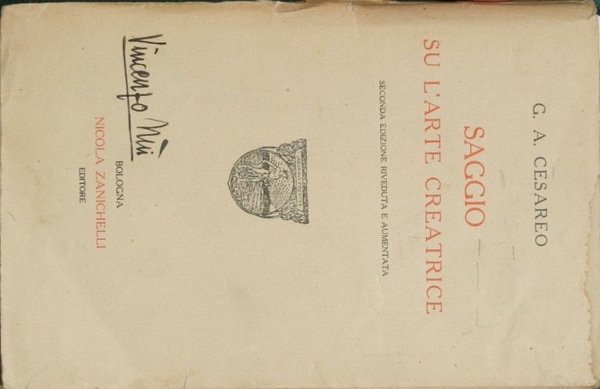 G. A. CESAREO
SAGGIO
SU L'ARTE CREATRICE
SECONDA EDIZIONE RIVEDUTA E AUMENTATA
Vincenzo
BOLOGNA
NICOLA ZANICHELLI
EDITORE